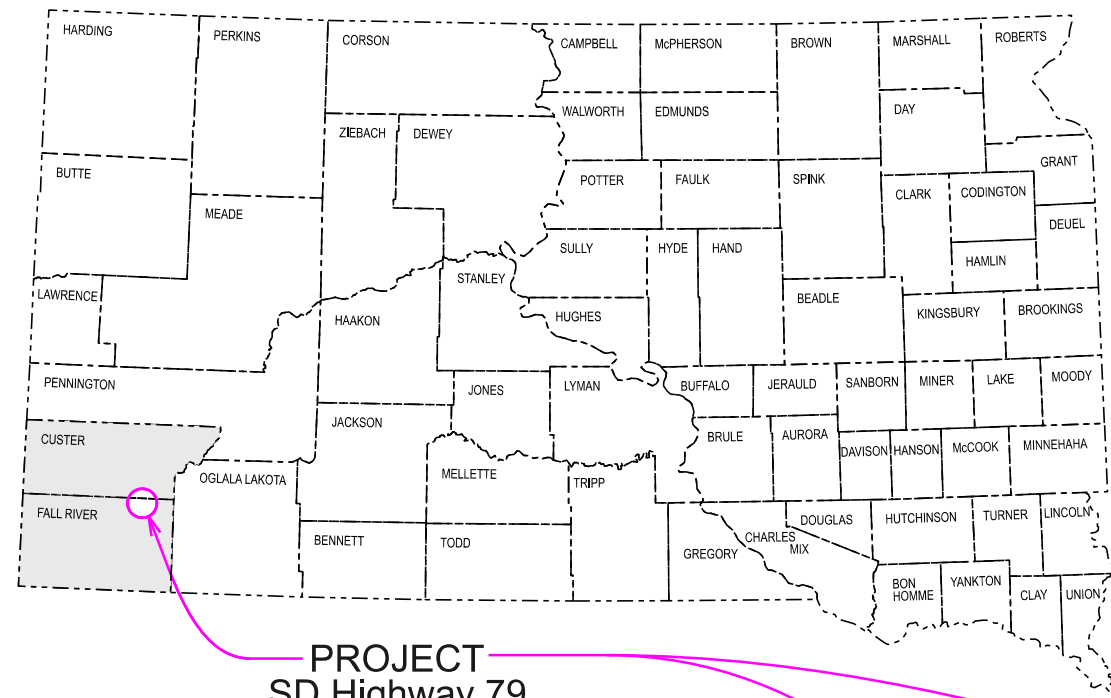 HARDING
PERKINS
CORSON
CAMPBELL
McPHERSON
BROWN
MARSHALL
ROBERTS
WALWORTH
EDMUNDS
DAY
ZIEBACH
DEWEY
GRANT
BUTTE
POTTER
FAULK
SPINK
CLARK
CODINGTON
MEADE
DEUEL
SULLY
HYDE
HAND
HAMLIN
STANLEY
LAWRENCE
BEADLE
HAAKON
HUGHES
KINGSBURY
BROOKINGS
PENNINGTON
JONES
LYMAN
BUFFALO
JERAULD
SANBORN
MINER
LAKE
MOODY
JACKSON
CUSTER
BRULE
AURORA
DAVISON
HANSON
McCOOK
MINNEHAHA
OGLALA LAKOTA
MELLETTE
TRIPP
FALL RIVER
DOUGLAS
HUTCHINSON
TURNER
LINCOLN
BENNETT
TODD
GREGORY
CHARLES
MIX
BON
HOMME
YANKTON
CLAY
UNION
PROJECT
SD Highway 79